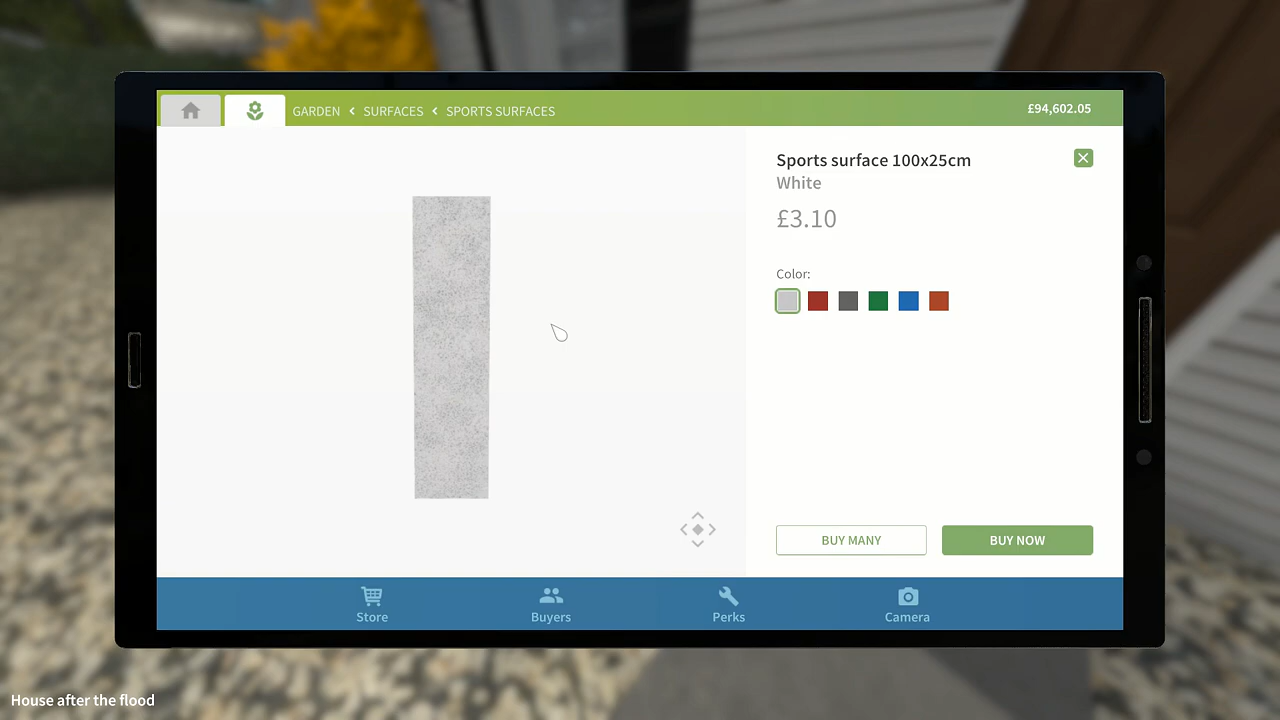 GARDEN < SURFACES < SPORTS SURFACES
£94,602.05
Sports surface 100x25cm
White
£3.10
Color:
BUY MANY
BUY NOW
Store
Buyers
Perks
Camera
House after the flood